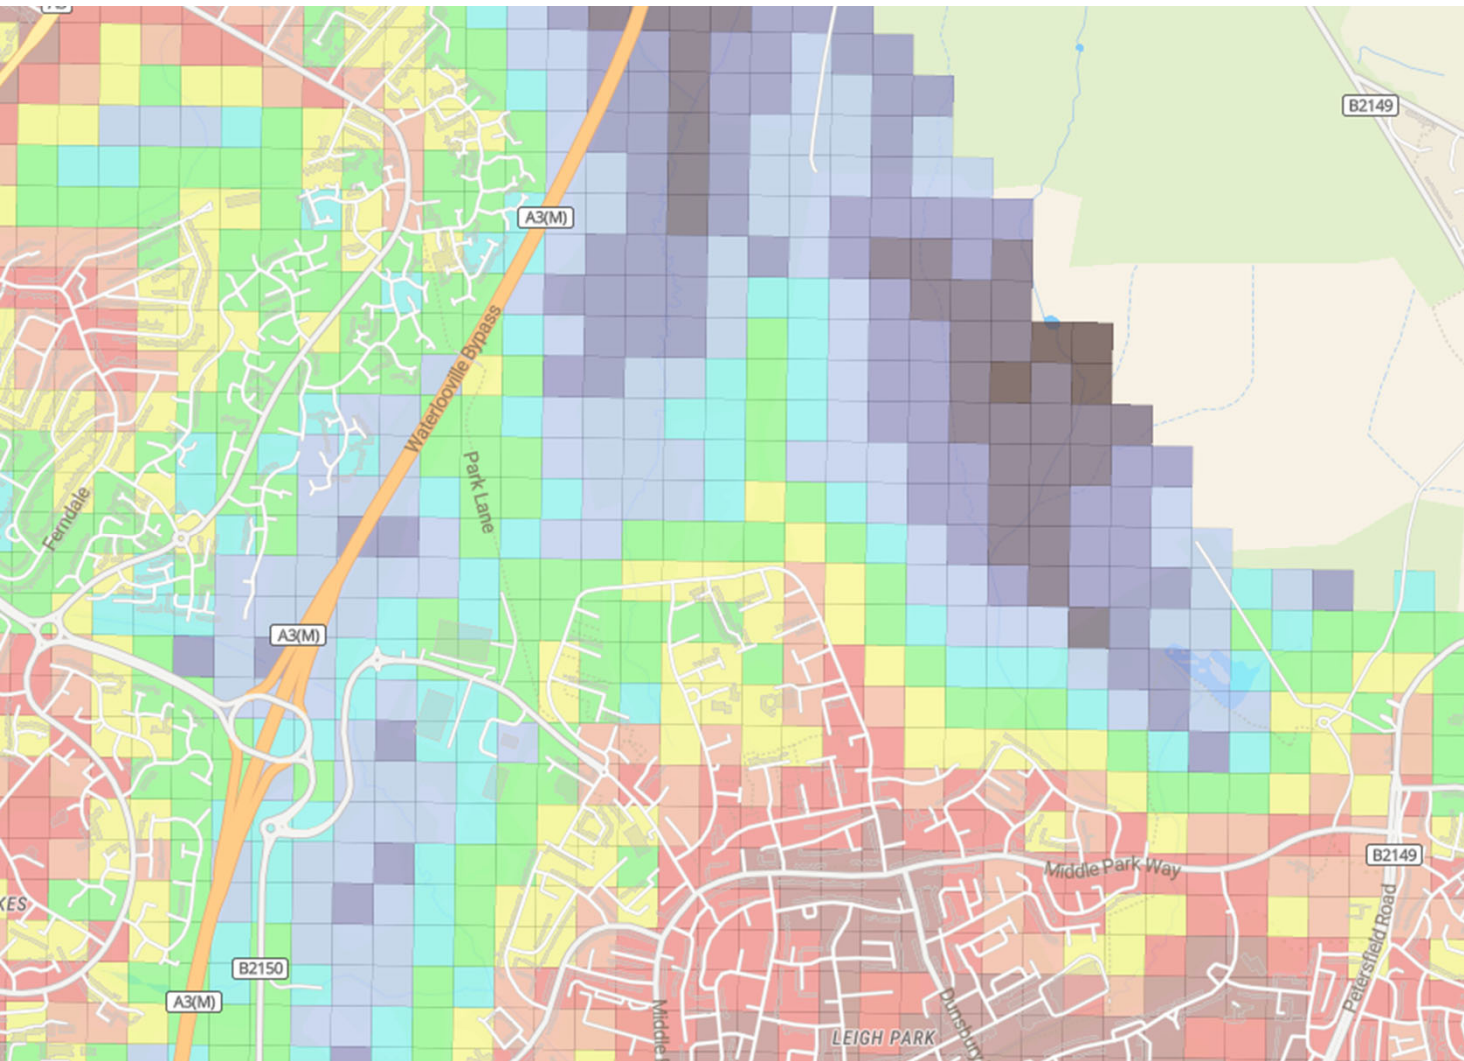 B2149
A3(M)
Waterlooville Bypass
Park Lane
Ferndale
A3(M)
B2149
Middle Park Way
KES
Petersfield Road
B2150
A3(M)
Middle
Dunsbury
LEIGH PARK